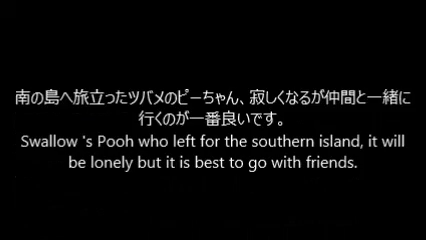 南の島へ旅立ったツバメのピーちゃん、寂しくなるが仲間と一緒に
行くのが一番良いです。
Swallow 's Pooh who left for the southern island, it will
be lonely but it is best to go with friends.